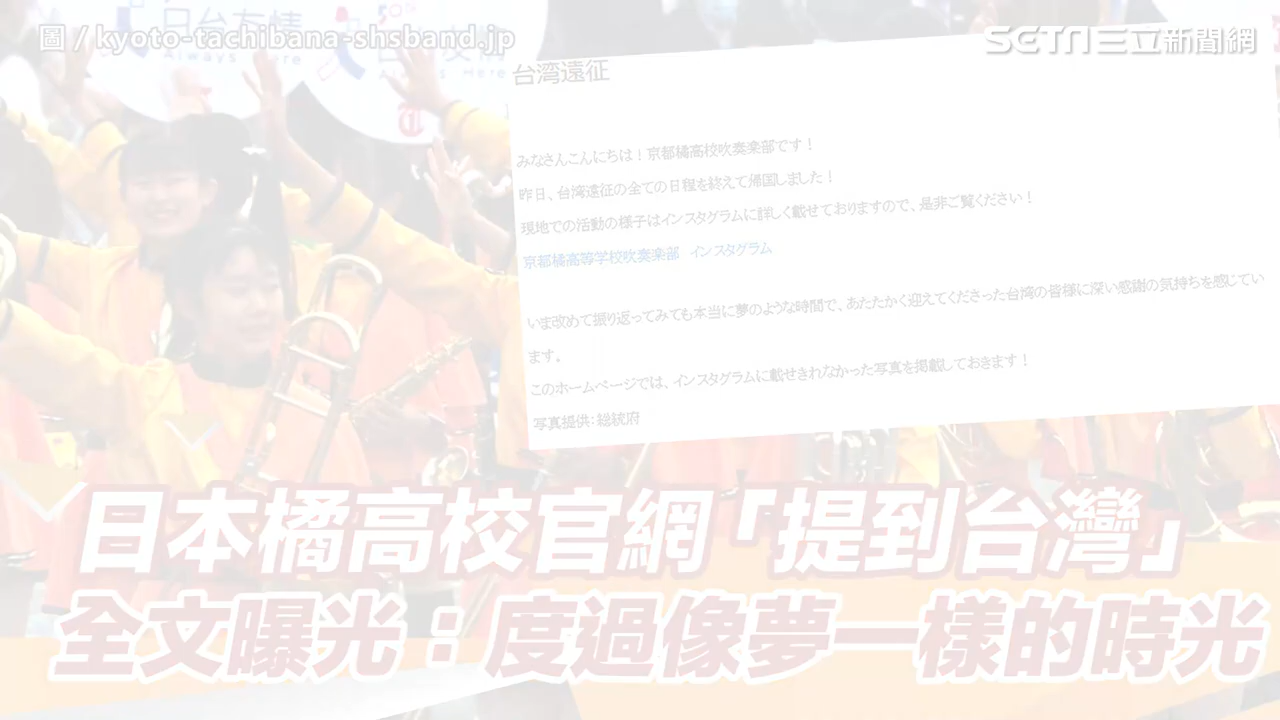 圖 / kyoto-tachibana-shsband.jp
SETN三立新聞網
日台友情
Always Here
台湾遠征
みなさんこんにちは！京都橘高校吹奏楽部です！
昨日、台湾遠征の全ての日程を終えて帰国しました！
現地での活動の様子はインスタグラムに詳しく載せておりますので、是非ご覧ください！
京都橘高等学校吹奏楽部　インスタグラム
いま改めて振り返ってみても本当に夢のような時間で、あたたかく迎えてくださった台湾の皆様に深い感謝の気持ちを感じてい
ます。
このホームページでは、インスタグラムに載せきれなかった写真を掲載しておきます！
写真提供：総統府
日本橘高校官網「提到台灣」
全文曝光：度過像夢一樣的時光